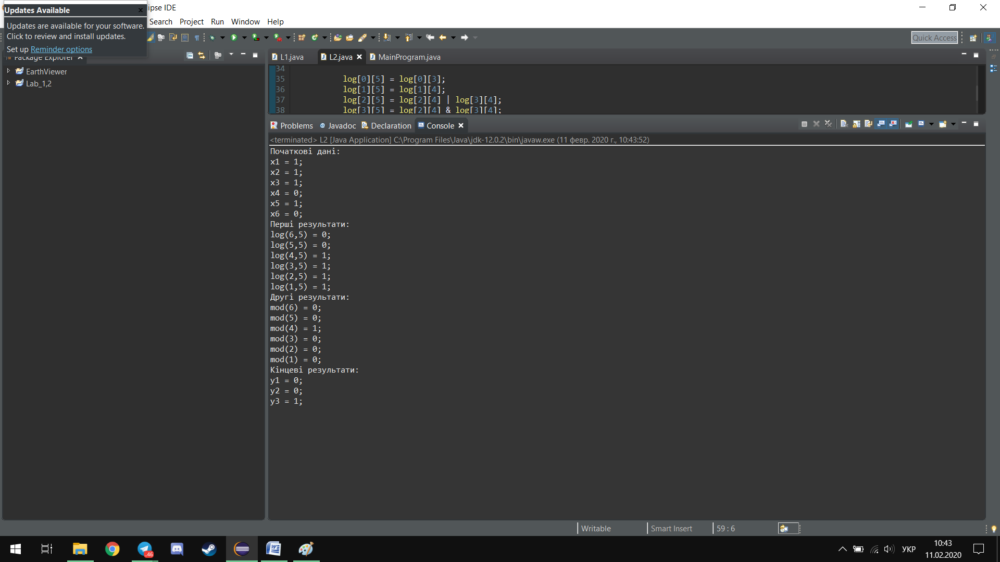 Updates Available
Updates are available for your software.
Click to review and install updates.
Set up Reminder options
ipse IDE
Search Project Run Window Help
Quick Access
Package Explorer
EarthViewer
Lab_1,2
L1.java L2.java MainProgram.java
34
35 log[0][5] = log[0][3];
36 log[1][5] = log[1][4];
37 log[2][5] = log[2][4] | log[3][4];
38 log[3][5] = log[2][4] & log[3][4];
Problems Javadoc Declaration Console
<terminated> L2 [Java Application] C:\Program Files\Java\jdk-12.0.2\bin\javaw.exe (11 февр. 2020 г., 10:43:52)
Початкові дані:
x1 = 1;
x2 = 1;
x3 = 1;
x4 = 0;
x5 = 1;
x6 = 0;
Перші результати:
log(6,5) = 0;
log(5,5) = 0;
log(4,5) = 1;
log(3,5) = 1;
log(2,5) = 1;
log(1,5) = 1;
Другі результати:
mod(6) = 0;
mod(5) = 0;
mod(4) = 1;
mod(3) = 0;
mod(2) = 0;
mod(1) = 0;
Кінцеві результати:
y1 = 0;
y2 = 0;
y3 = 1;
Writable Smart Insert 59 : 6
46
УКР
10:43
11.02.2020